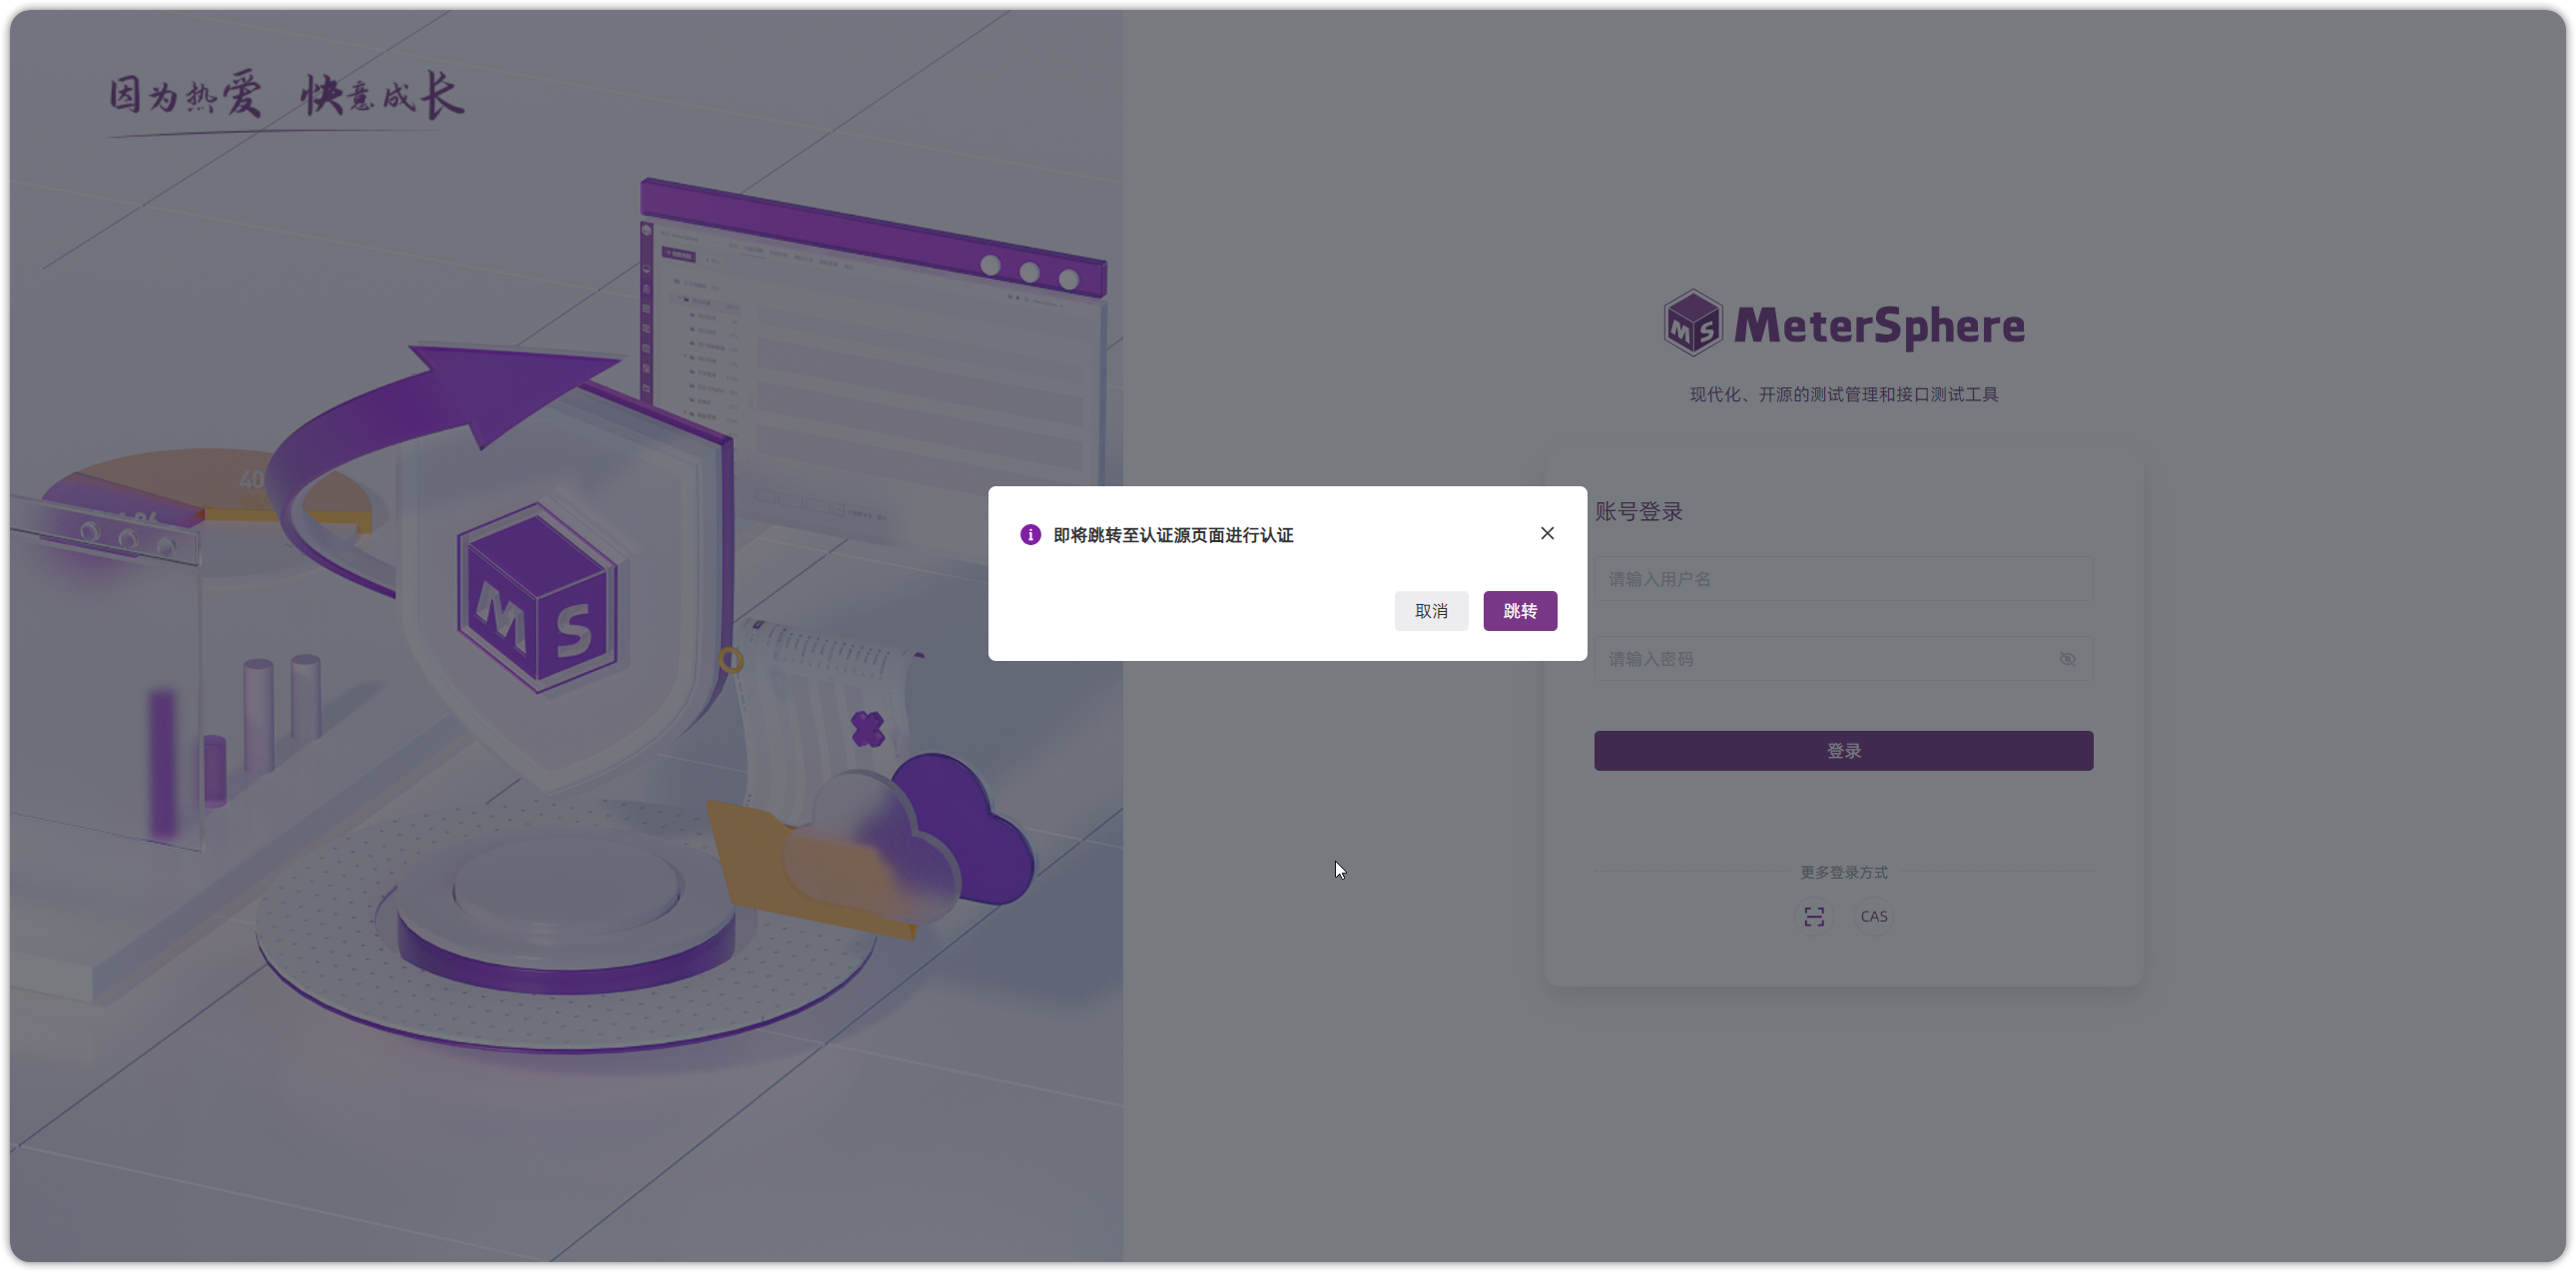 因为热爱 快意成长
40
MS
MS MeterSphere
现代化、开源的测试管理和接口测试工具
即将跳转至认证源页面进行认证
取消
跳转
账号登录
请输入用户名
请输入密码
登录
更多登录方式
CAS